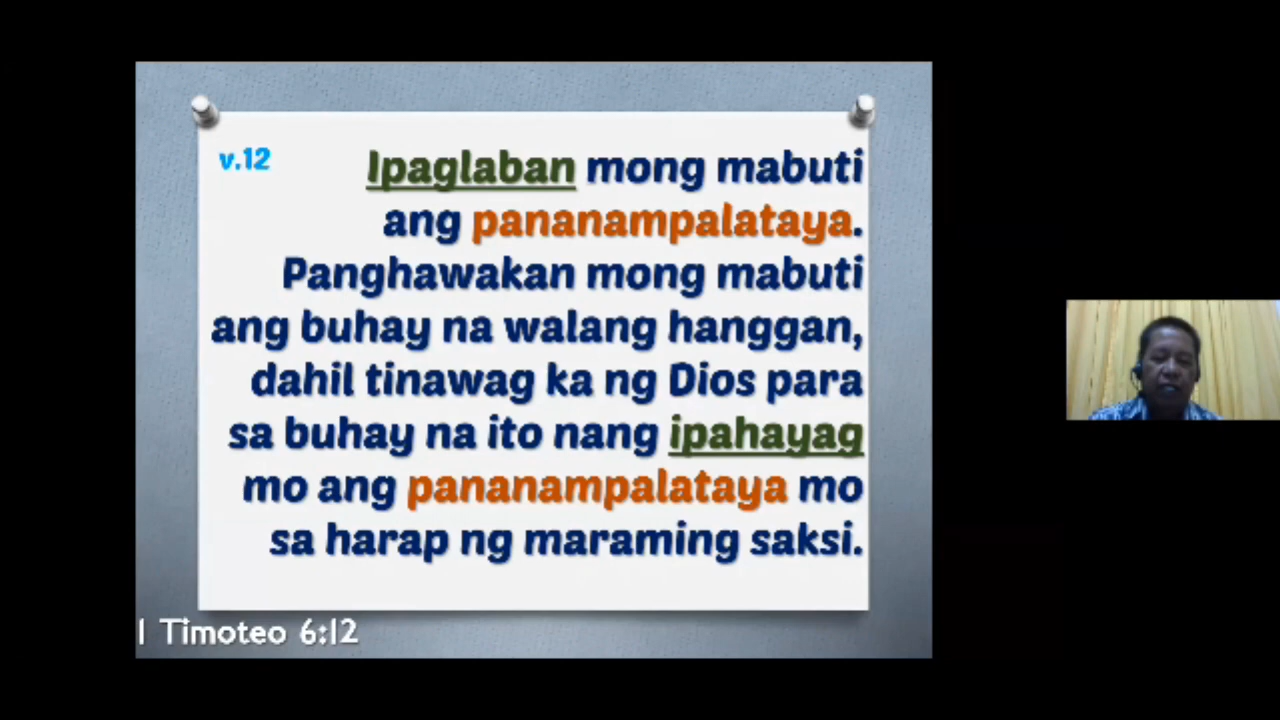 v.12
Ipaglaban mong mabuti
ang pananampalataya.
Panghawakan mong mabuti
ang buhay na walang hanggan,
dahil tinawag ka ng Dios para
sa buhay na ito nang ipahayag
mo ang pananampalataya mo
sa harap ng maraming saksi.
1 Timoteo 6:12